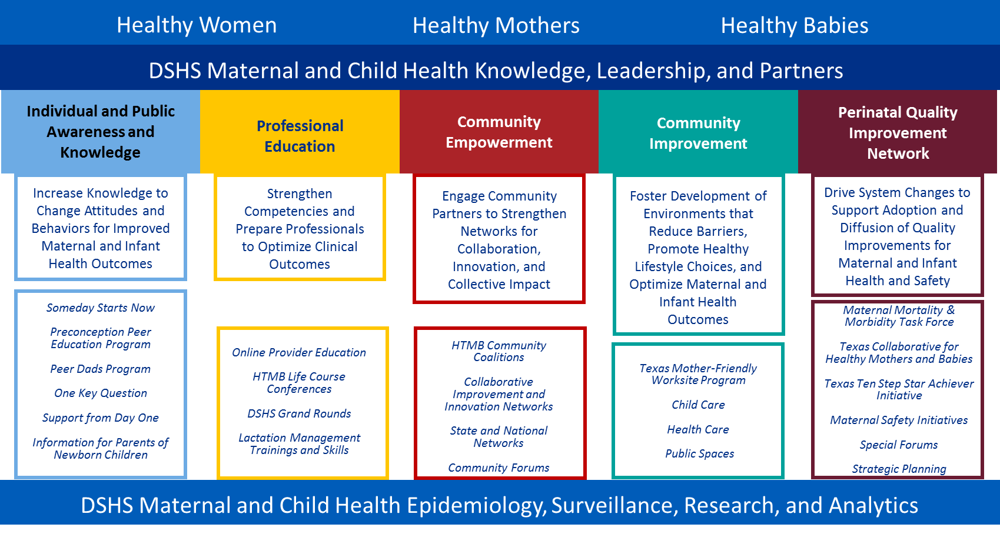 Healthy Women
Healthy Mothers
Healthy Babies
DSHS Maternal and Child Health Knowledge, Leadership, and Partners
Individual and Public
Awareness and
Knowledge
Increase Knowledge to
Change Attitudes and
Behaviors for Improved
Maternal and Infant
Health Outcomes
Someday Starts Now
Preconception Peer
Education Program
Peer Dads Program
One Key Question
Support from Day One
Information for Parents of
Newborn Children
Professional
Education
Strengthen
Competencies and
Prepare Professionals
to Optimize Clinical
Outcomes
Online Provider Education
HTMB Life Course
Conferences
DSHS Grand Rounds
Lactation Management
Trainings and Skills
Community
Empowerment
Engage Community
Partners to Strengthen
Networks for
Collaboration,
Innovation, and
Collective Impact
HTMB Community
Coalitions
Collaborative
Improvement and
Innovation Networks
State and National
Networks
Community Forums
Community
Improvement
Foster Development of
Environments that
Reduce Barriers,
Promote Healthy
Lifestyle Choices, and
Optimize Maternal and
Infant Health
Outcomes
Texas Mother-Friendly
Worksite Program
Child Care
Health Care
Public Spaces
Perinatal Quality
Improvement
Network
Drive System Changes to
Support Adoption and
Diffusion of Quality
Improvements for
Maternal and Infant
Health and Safety
Maternal Mortality &
Morbidity Task Force
Texas Collaborative for
Healthy Mothers and Babies
Texas Ten Step Star Achiever
Initiative
Maternal Safety Initiatives
Special Forums
Strategic Planning
DSHS Maternal and Child Health Epidemiology, Surveillance, Research, and Analytics